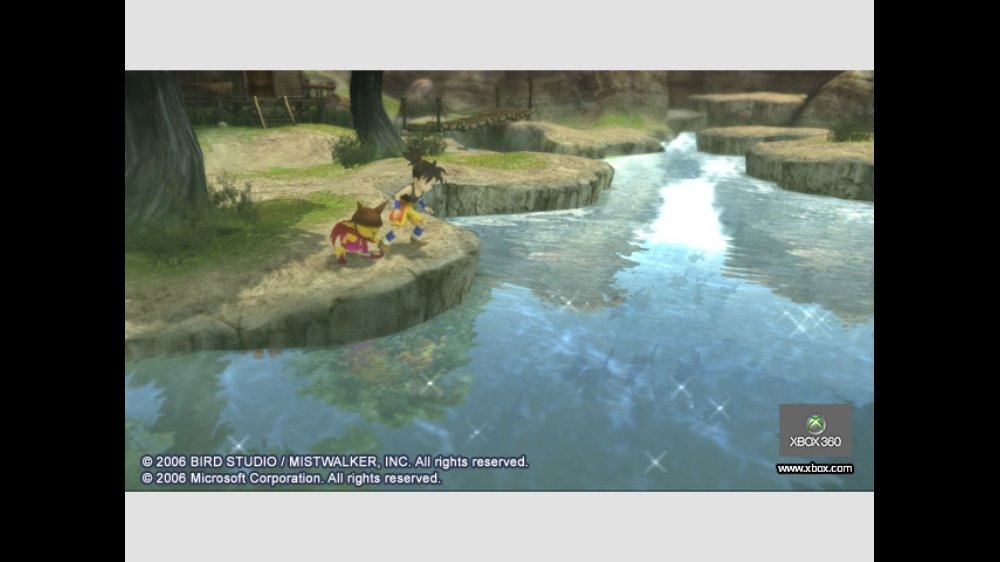 XBOX 360
www.xbox.com
© 2006 BIRD STUDIO / MISTWALKER, INC. All rights reserved.
© 2006 Microsoft Corporation. All rights reserved.